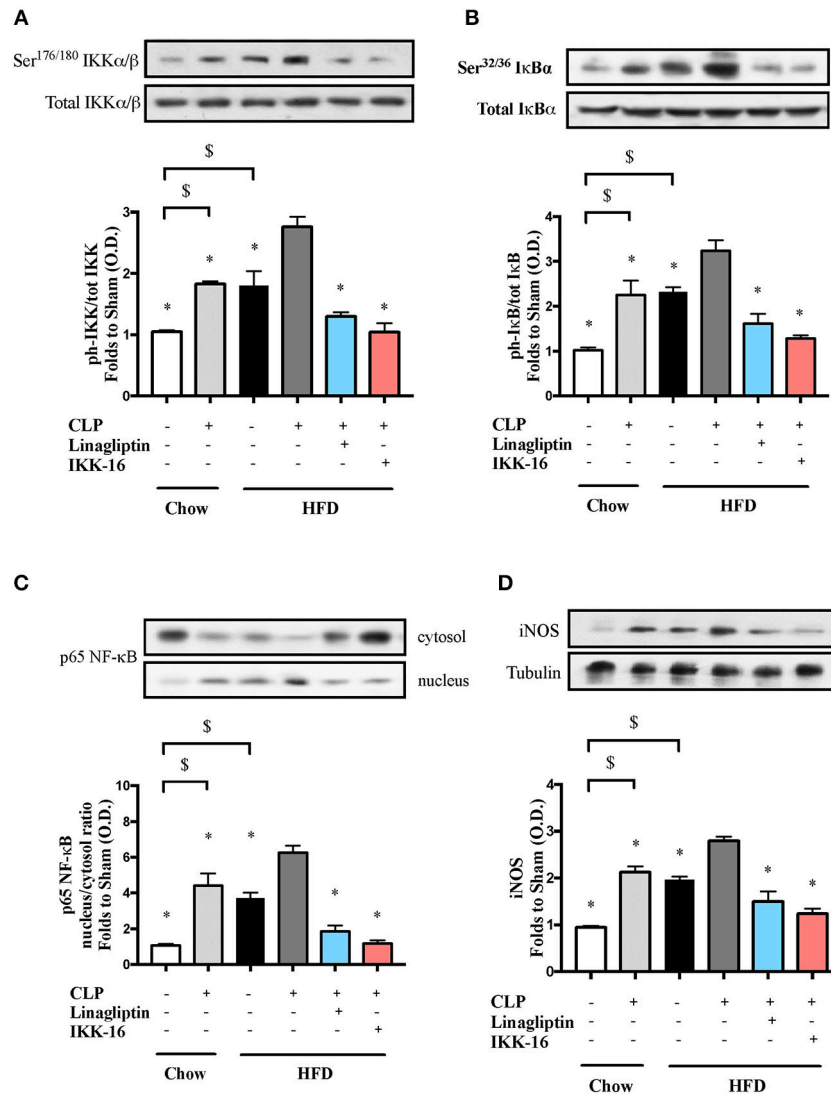 A
Ser176/180 IKKα/β
Total IKKα/β
$
$
ph-IKK/tot IKK
Folds to Sham (O.D.)
3
2
1
0
* * * * *
CLP - + - + + +
Linagliptin - - - - + -
IKK-16 - - - - - +
Chow HFD
B
Ser32/36 IκBα
Total IκBα
$
$
ph-IκB/tot IκB
Folds to Sham (O.D.)
4
3
2
1
0
* * * * *
CLP - + - + + +
Linagliptin - - - - + -
IKK-16 - - - - - +
Chow HFD
C
p65 NF-κB
cytosol
nucleus
$
$
p65 NF-κB
nucleus/cytosol ratio
Folds to Sham (O.D.)
10
8
6
4
2
0
* * * * *
CLP - + - + + +
Linagliptin - - - - + -
IKK-16 - - - - - +
Chow HFD
D
iNOS
Tubulin
$
$
iNOS
Folds to Sham (O.D.)
4
3
2
1
0
* * * * *
CLP - + - + + +
Linagliptin - - - - + -
IKK-16 - - - - - +
Chow HFD